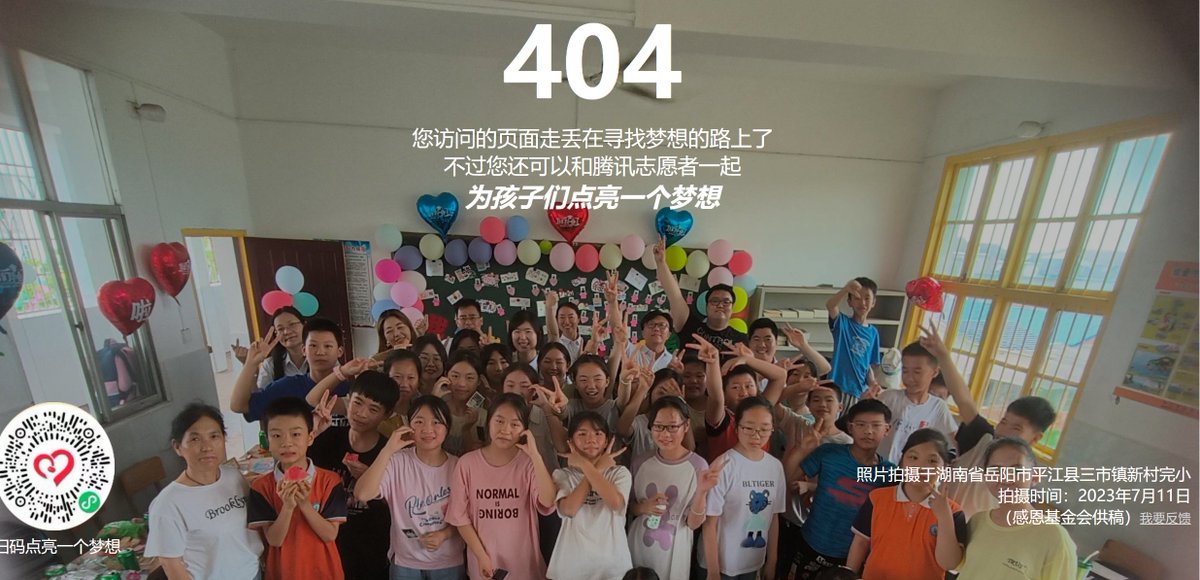 404
您访问的页面走丢在寻找梦想的路上了
不过您还可以和腾讯志愿者一起
为孩子们点亮一个梦想
啦
Brooklyn
NORMAL
IS
BORING
BLTIGER
照片拍摄于湖南省岳阳市平江县三市镇新村完小
拍摄时间：2023年7月11日
（感恩基金会供稿）我要反馈
扫码点亮一个梦想